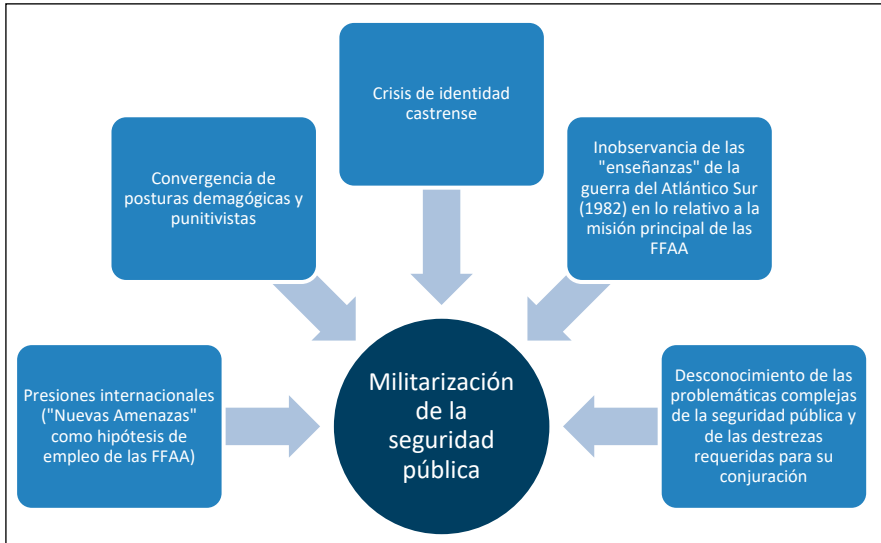 Crisis de identidad
castrense
Convergencia de
posturas demagógicas y
punitivistas
Inobservancia de las
"enseñanzas" de la
guerra del Atlántico Sur
(1982) en lo relativo a la
misión principal de las
FFAA
Presiones internacionales
("Nuevas Amenazas"
como hipótesis de
empleo de las FFAA)
Militarización
de la
seguridad
pública
Desconocimiento de las
problemáticas complejas
de la seguridad pública y
de las destrezas
requeridas para su
conjuración